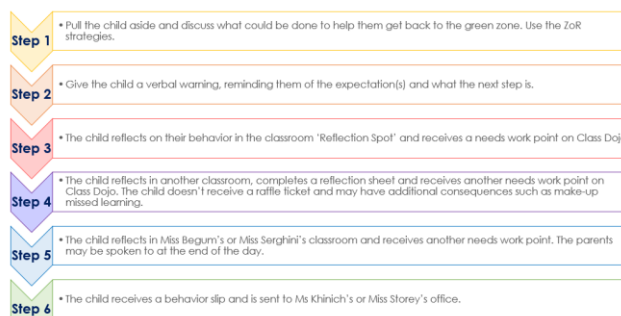 Step 1
• Pull the child aside and discuss what could be done to help them get back to the green zone. Use the ZoR
strategies.
Step 2
• Give the child a verbal warning, reminding them of the expectation(s) and what the next step is.
Step 3
• The child reflects on their behavior in the classroom ‘Reflection Spot’ and receives a needs work point on Class Doj
Step 4
• The child reflects in another classroom, completes a reflection sheet and receives another needs work point on
Class Dojo. The child doesn’t receive a raffle ticket and may have additional consequences such as make-up
missed learning.
Step 5
• The child reflects in Miss Begum’s or Miss Serghini’s classroom and receives another needs work point. The parents
may be spoken to at the end of the day.
Step 6
• The child receives a behavior slip and is sent to Ms Khinich’s or Miss Storey’s office.